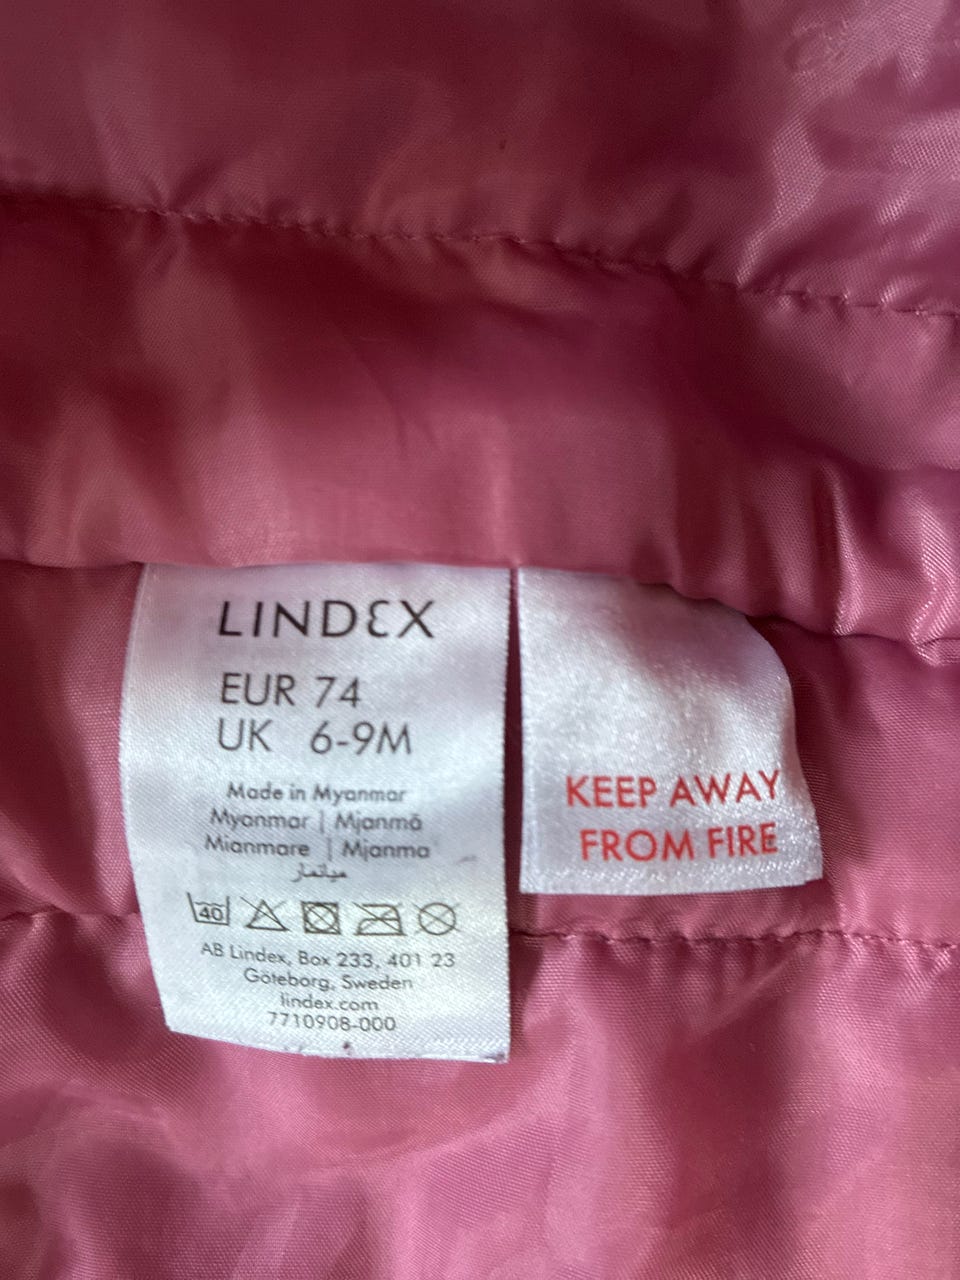 LINDEX
EUR 74
UK 6-9M
Made in Myanmar
Myanmar | Mjanmā
Mianmare | Mjanma
ميانمار
40
AB Lindex, Box 233, 401 23
Göteborg, Sweden
lindex.com
7710908-000
KEEP AWAY
FROM FIRE